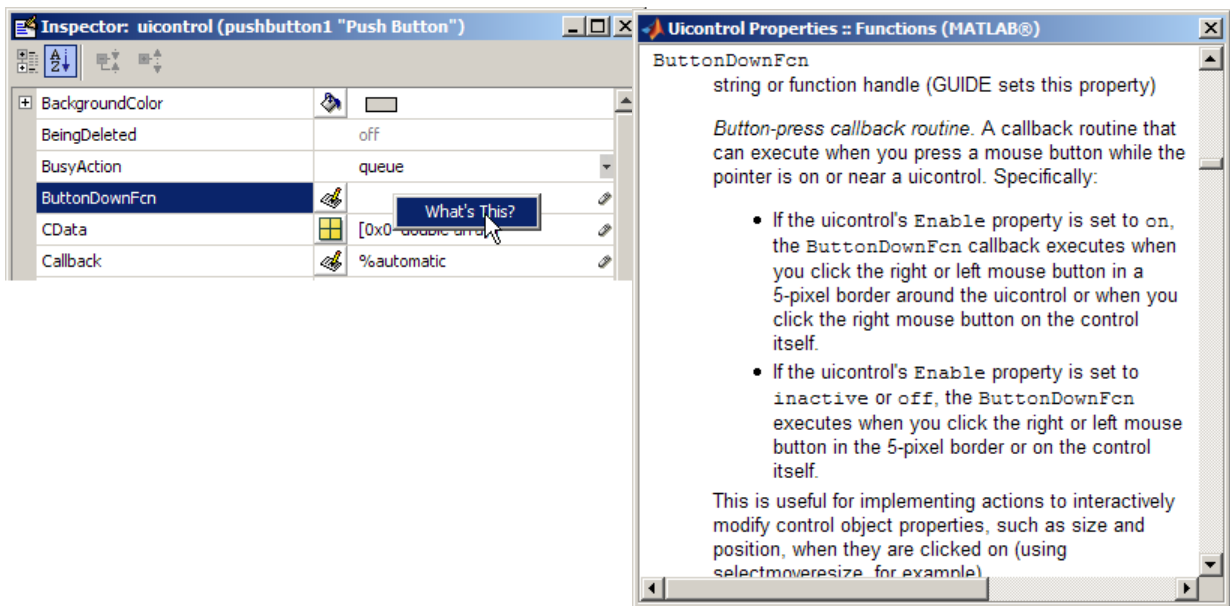 Inspector: uicontrol (pushbutton1 "Push Button")
BackgroundColor
BeingDeleted off
BusyAction queue
ButtonDownFcn
What's This?
CData [0x0 double array]
Callback %automatic
Uicontrol Properties :: Functions (MATLAB®)
ButtonDownFcn
string or function handle (GUIDE sets this property)
Button-press callback routine. A callback routine that
can execute when you press a mouse button while the
pointer is on or near a uicontrol. Specifically:
• If the uicontrol's Enable property is set to on,
the ButtonDownFcn callback executes when
you click the right or left mouse button in a
5-pixel border around the uicontrol or when you
click the right mouse button on the control
itself.
• If the uicontrol's Enable property is set to
inactive or off, the ButtonDownFcn
executes when you click the right or left mouse
button in the 5-pixel border or on the control
itself.
This is useful for implementing actions to interactively
modify control object properties, such as size and
position, when they are clicked on (using
selectmoveresize, for example)